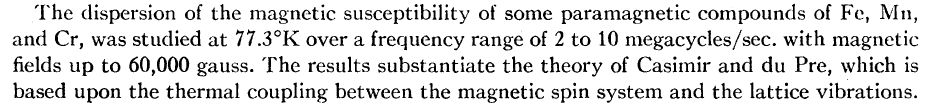 The dispersion of the magnetic susceptibility of some paramagnetic compounds of Fe, Mn,
and Cr, was studied at 77.3°K over a frequency range of 2 to 10 megacycles/sec. with magnetic
fields up to 60,000 gauss. The results substantiate the theory of Casimir and du Pre, which is
based upon the thermal coupling between the magnetic spin system and the lattice vibrations.